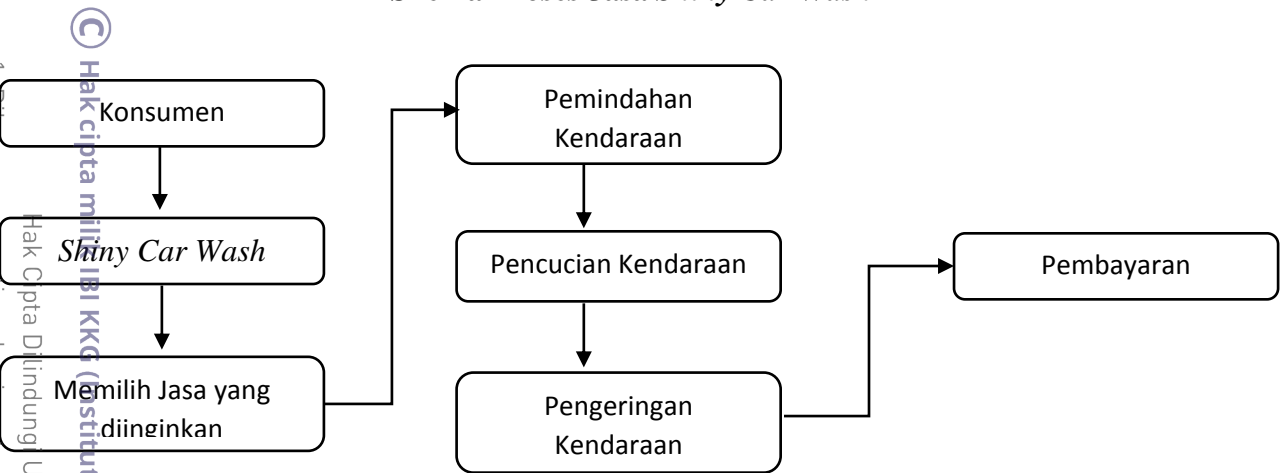 Konsumen
Shiny Car Wash
Memilih Jasa yang
diinginkan
Pemindahan
Kendaraan
Pencucian Kendaraan
Pengeringan
Kendaraan
Pembayaran
© Hak cipta milik IBI KKG (Institut
Hak Cipta Dilindungi